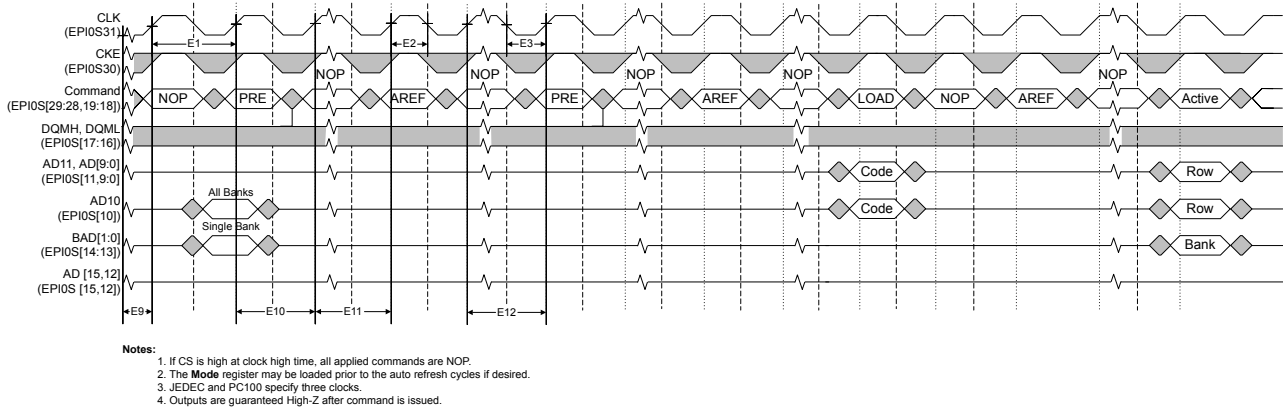 CLK
(EPI0S31)
E1
E2
E3
CKE
(EPI0S30)
NOP
NOP
NOP
NOP
NOP
Command
(EPI0S[29:28,19:18])
NOP
PRE
AREF
PRE
AREF
LOAD
NOP
AREF
Active
DQMH, DQML
(EPI0S[17:16])
AD11, AD[9:0]
(EPI0S[11,9:0]
Code
Row
All Banks
AD10
(EPI0S[10])
Code
Row
Single Bank
BAD[1:0]
(EPI0S[14:13])
Bank
AD [15,12]
(EPI0S [15,12])
E9
E10
E11
E12
Notes:
1. If CS is high at clock high time, all applied commands are NOP.
2. The Mode register may be loaded prior to the auto refresh cycles if desired.
3. JEDEC and PC100 specify three clocks.
4. Outputs are guaranteed High-Z after command is issued.